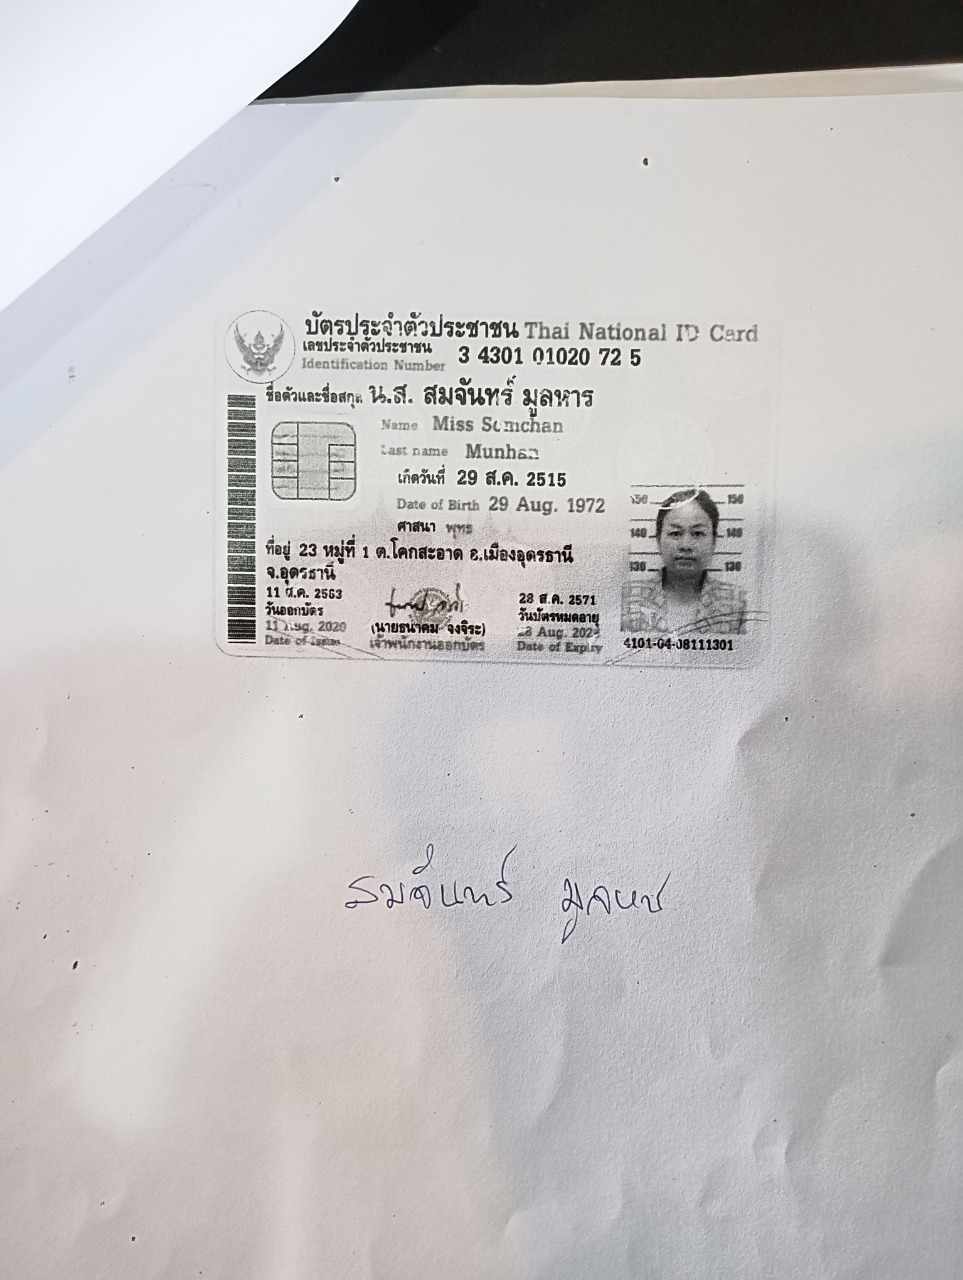 บัตรประจำตัวประชาชน Thai National ID Card
เลขประจำตัวประชาชน 3 4301 01020 72 5
Identification Number
ชื่อตัวและชื่อสกุล น.ส. สมจันทร์ มูลหาร
Name Miss Somchan
Last name Munhan
เกิดวันที่ 29 ส.ค. 2515
Date of Birth 29 Aug. 1972
ศาสนา พุทธ
ที่อยู่ 23 หมู่ที่ 1 ต.โคกสะอาด อ.เมืองอุดรธานี
จ.อุดรธานี
11 ส.ค. 2563
วันออกบัตร
11 Aug. 2020
Date of Issue
(นายธนาคม จงจิระ)
เจ้าพนักงานออกบัตร
28 ส.ค. 2571
วันบัตรหมดอายุ
28 Aug.
Date of Expiry
150 150
140 140
130 130
4101-04-08111301
สมจันทร์ มูลหาร